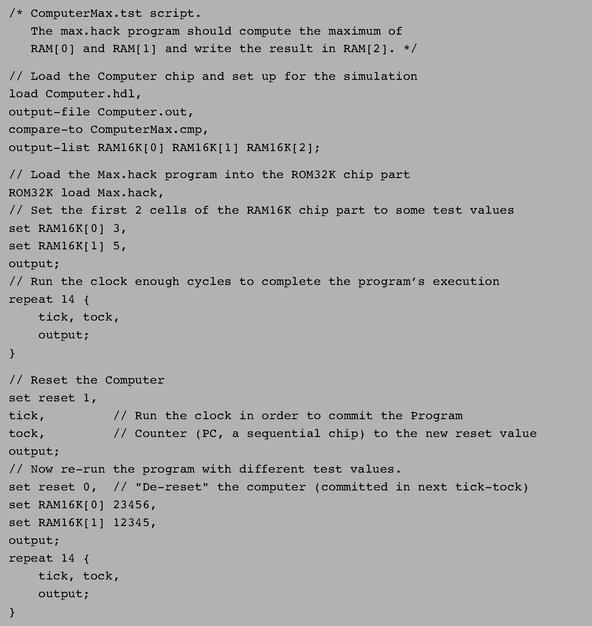 /* ComputerMax.tst script.
   The max.hack program should compute the maximum of
   RAM[0] and RAM[1] and write the result in RAM[2]. */
// Load the Computer chip and set up for the simulation
load Computer.hdl,
output-file Computer.out,
compare-to ComputerMax.cmp,
output-list RAM16K[0] RAM16K[1] RAM16K[2];
// Load the Max.hack program into the ROM32K chip part
ROM32K load Max.hack,
// Set the first 2 cells of the RAM16K chip part to some test values
set RAM16K[0] 3,
set RAM16K[1] 5,
output;
// Run the clock enough cycles to complete the program’s execution
repeat 14 {
    tick, tock,
    output;
}
// Reset the Computer
set reset 1,
tick,         // Run the clock in order to commit the Program
tock,         // Counter (PC, a sequential chip) to the new reset value
output;
// Now re-run the program with different test values.
set reset 0,  // "De-reset" the computer (committed in next tick-tock)
set RAM16K[0] 23456,
set RAM16K[1] 12345,
output;
repeat 14 {
    tick, tock,
    output;
}